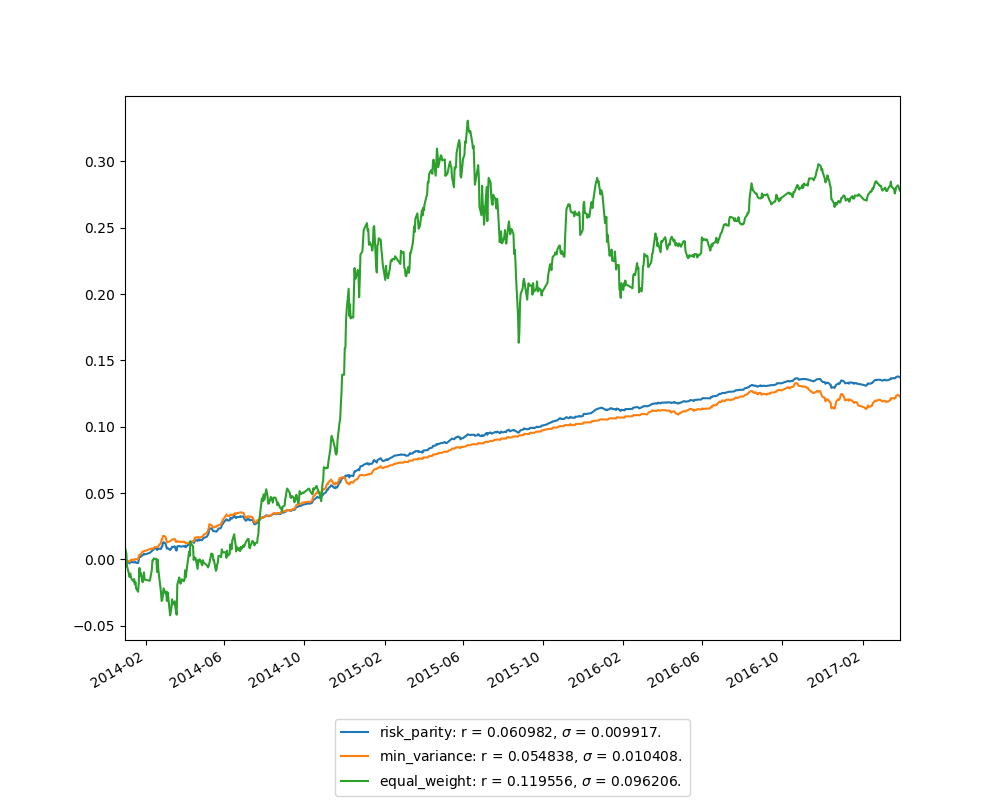 0.30
0.25
0.20
0.15
0.10
0.05
0.00
−0.05
2014-02 2014-06 2014-10 2015-02 2015-06 2015-10 2016-02 2016-06 2016-10 2017-02
risk_parity: r = 0.060982, σ = 0.009917.
min_variance: r = 0.054838, σ = 0.010408.
equal_weight: r = 0.119556, σ = 0.096206.